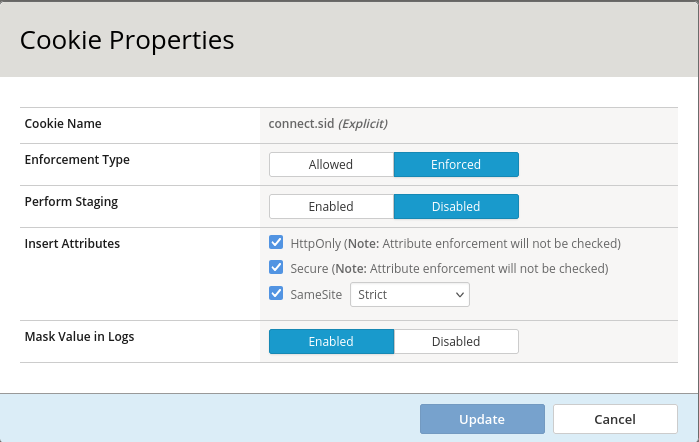 Cookie Properties
Cookie Name connect.sid (Explicit)
Enforcement Type Allowed Enforced
Perform Staging Enabled Disabled
Insert Attributes HttpOnly (Note: Attribute enforcement will not be checked)
Secure (Note: Attribute enforcement will not be checked)
SameSite Strict
Mask Value in Logs Enabled Disabled
Update Cancel